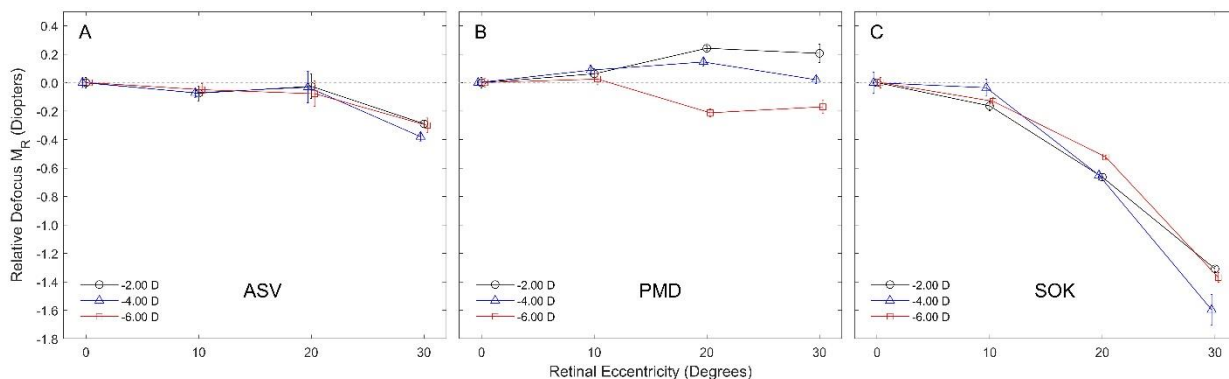 A
B
C
Relative Defocus M_R (Diopters)
0.4
0.2
0.0
-0.2
-0.4
-0.6
-0.8
-1.0
-1.2
-1.4
-1.6
-1.8
-2.00 D
-4.00 D
-6.00 D
ASV
-2.00 D
-4.00 D
-6.00 D
PMD
-2.00 D
-4.00 D
-6.00 D
SOK
0 10 20 30
0 10 20 30
0 10 20 30
Retinal Eccentricity (Degrees)